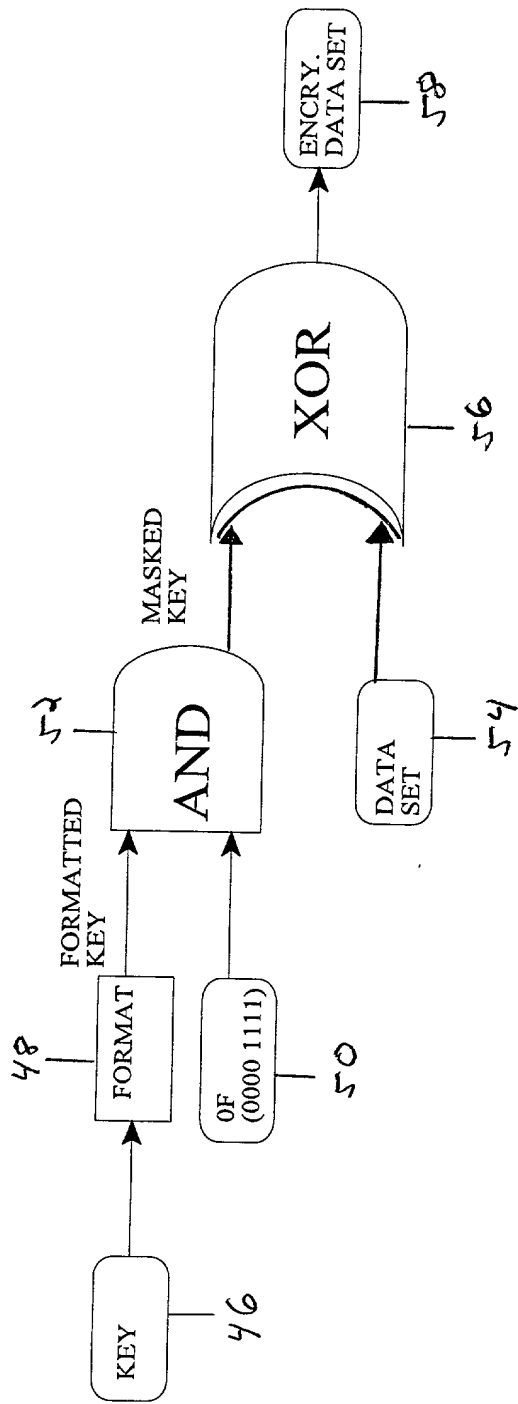 KEY
46
48
FORMAT
FORMATTED
KEY
0F
(0000 1111)
50
52
AND
MASKED
KEY
DATA
SET
54
XOR
56
ENCRY.
DATA SET
58